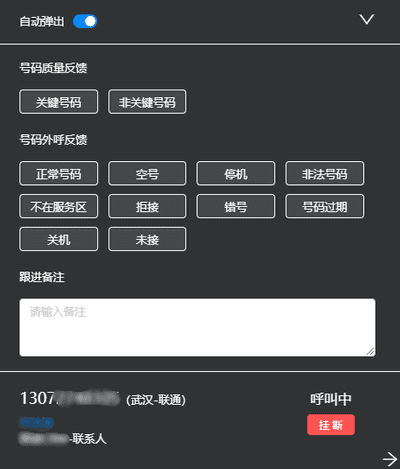 自动弹出
号码质量反馈
关键号码 非关键号码
号码外呼反馈
正常号码 空号 停机 非法号码
不在服务区 拒接 错号 号码过期
关机 未接
跟进备注
请输入备注
1307 (武汉-联通) 呼叫中
挂断
-联系人